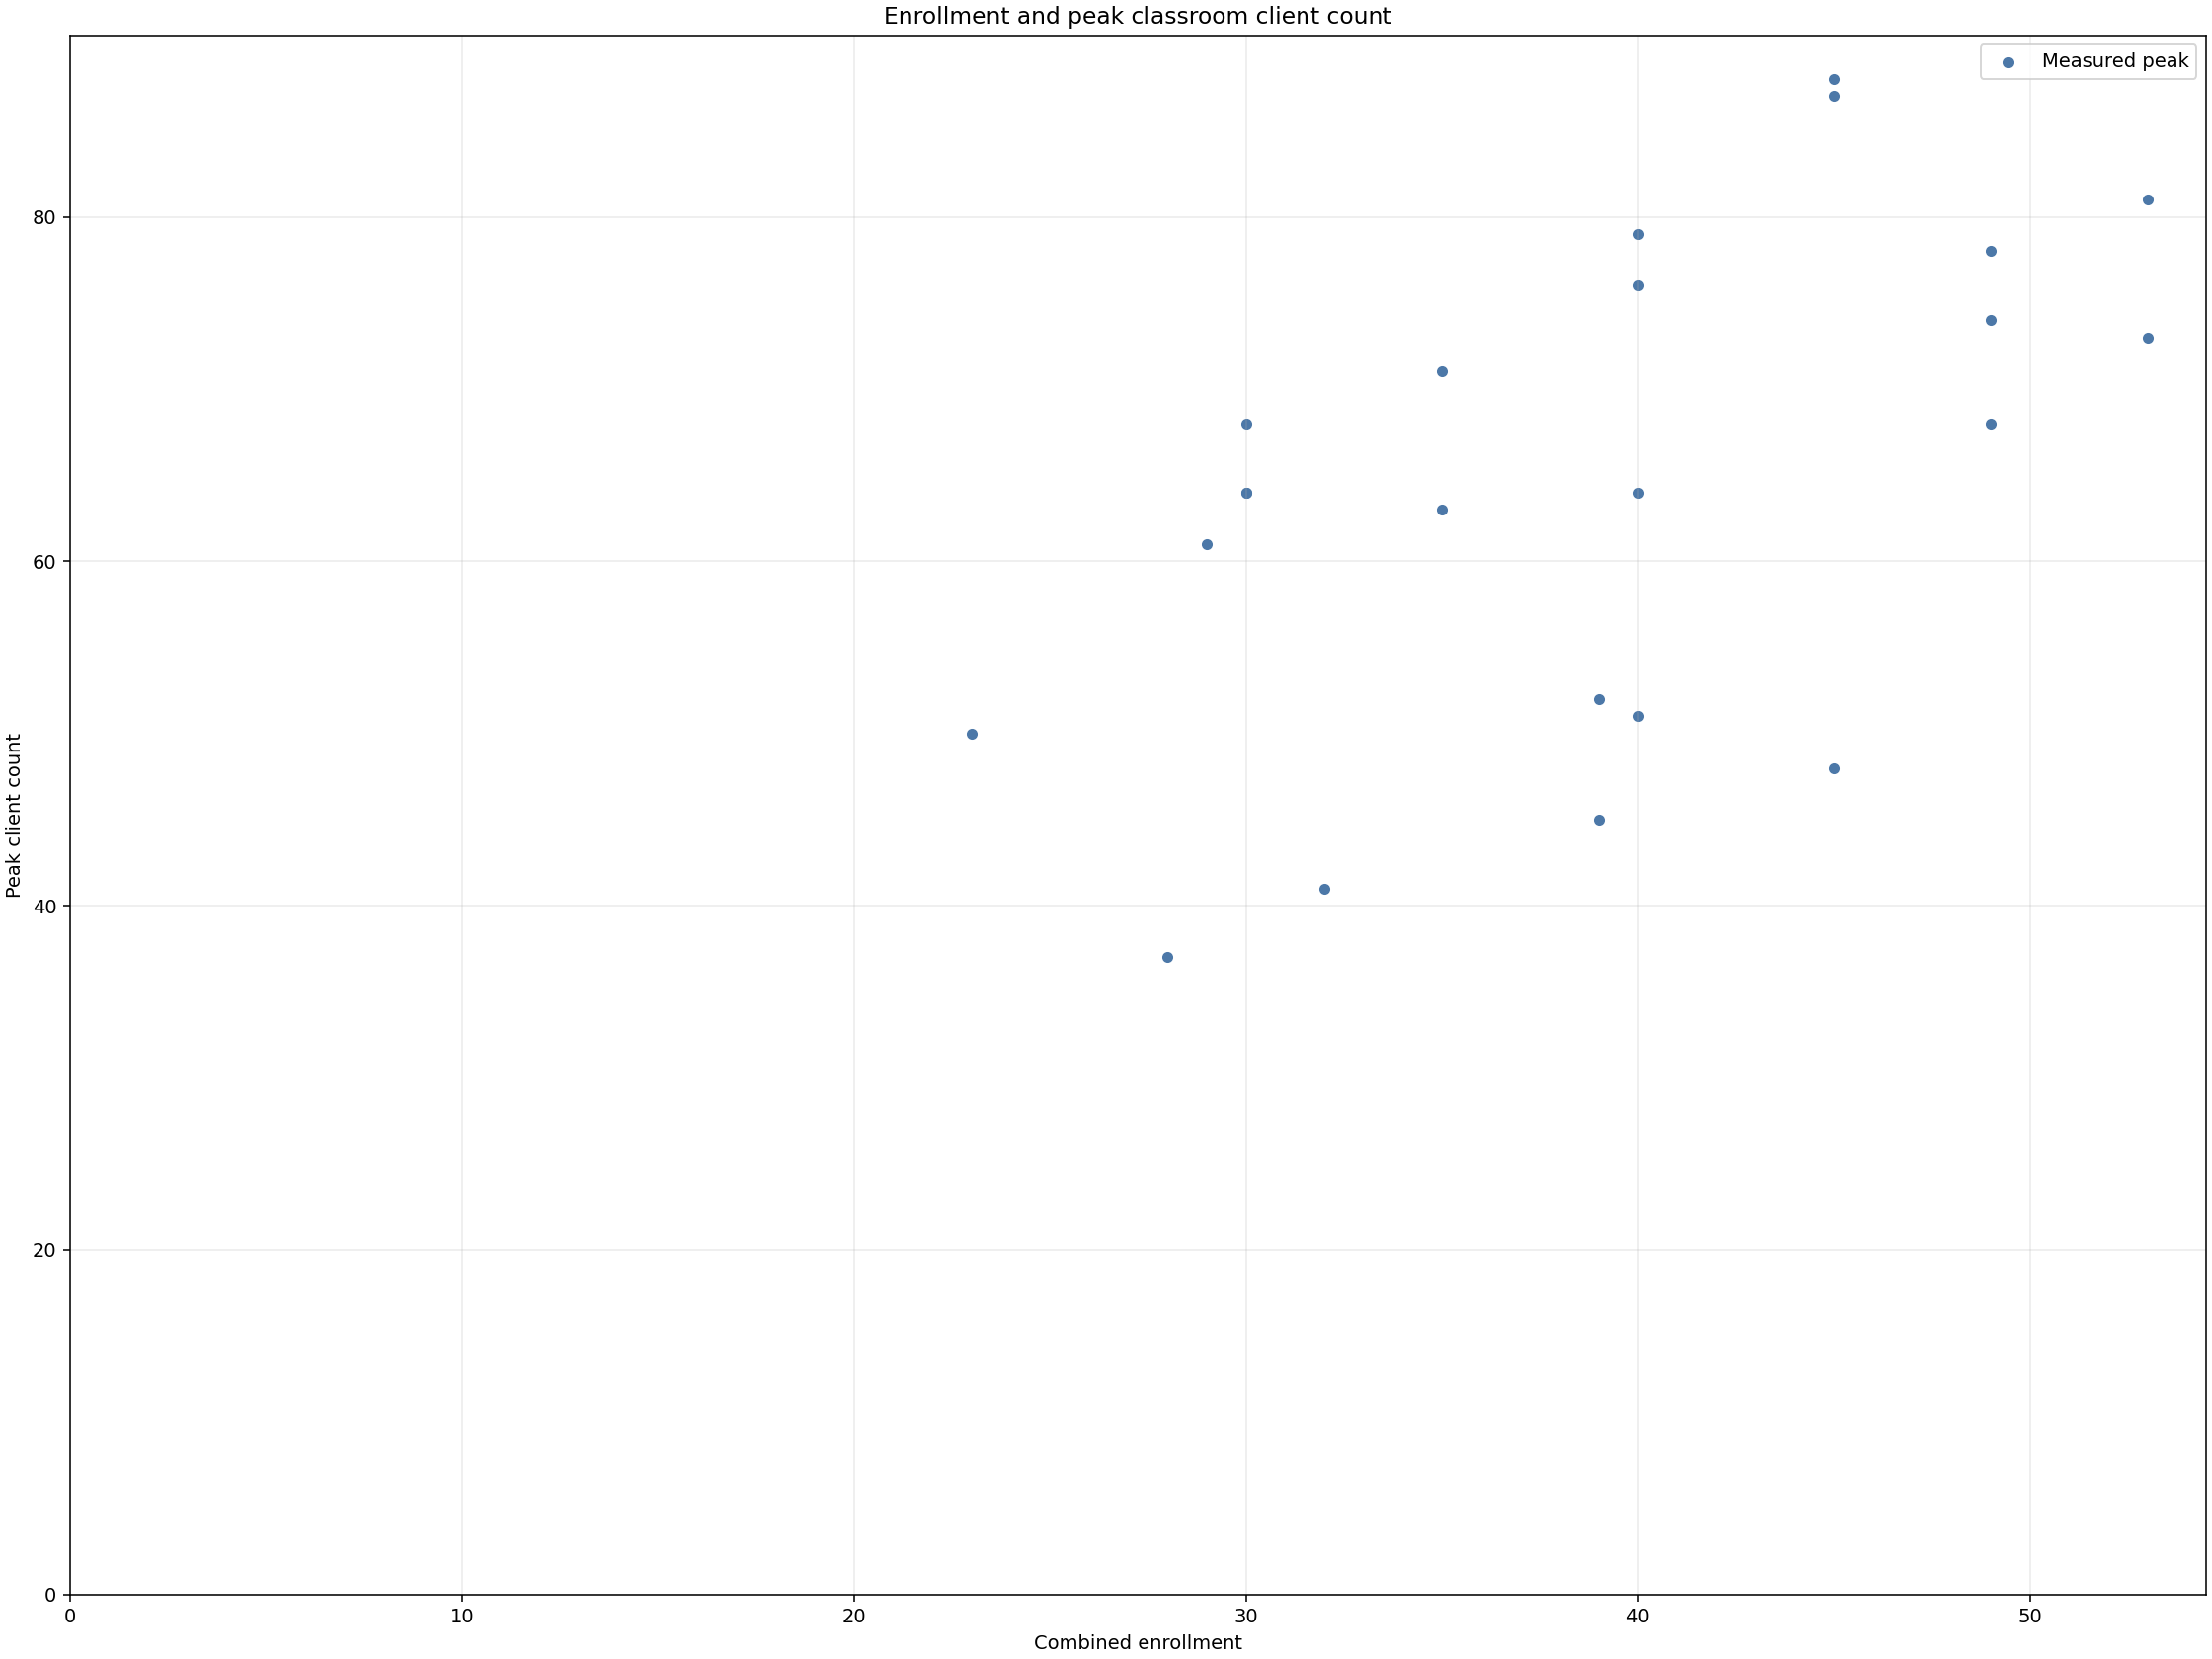 Enrollment and peak classroom client count
Measured peak
Peak client count
80
60
40
20
0
0 10 20 30 40 50
Combined enrollment